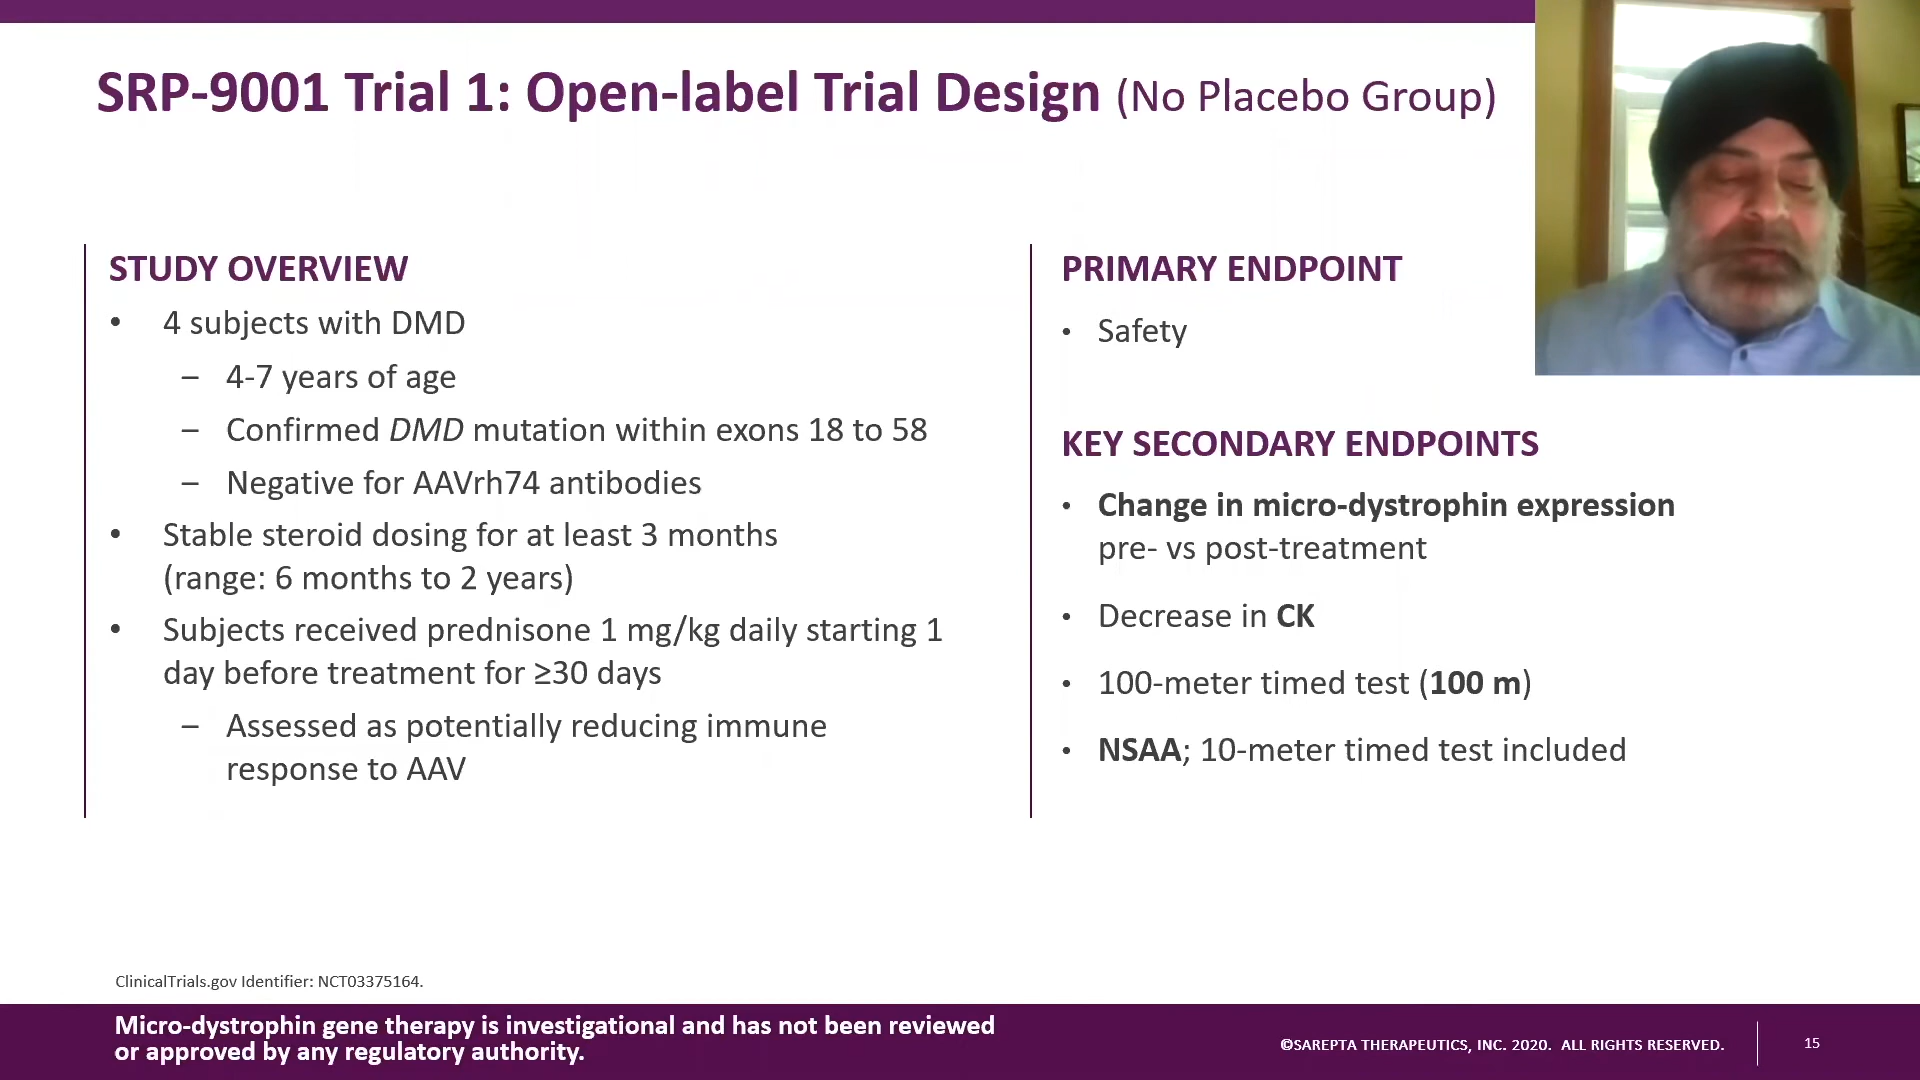 SRP-9001 Trial 1: Open-label Trial Design (No Placebo Group)
STUDY OVERVIEW
• 4 subjects with DMD
– 4-7 years of age
– Confirmed DMD mutation within exons 18 to 58
– Negative for AAVrh74 antibodies
• Stable steroid dosing for at least 3 months
(range: 6 months to 2 years)
• Subjects received prednisone 1 mg/kg daily starting 1
day before treatment for ≥30 days
– Assessed as potentially reducing immune
response to AAV
PRIMARY ENDPOINT
• Safety
KEY SECONDARY ENDPOINTS
• Change in micro-dystrophin expression
pre- vs post-treatment
• Decrease in CK
• 100-meter timed test (100 m)
• NSAA; 10-meter timed test included
ClinicalTrials.gov Identifier: NCT03375164.
Micro-dystrophin gene therapy is investigational and has not been reviewed
or approved by any regulatory authority.
©SAREPTA THERAPEUTICS, INC. 2020. ALL RIGHTS RESERVED.
15